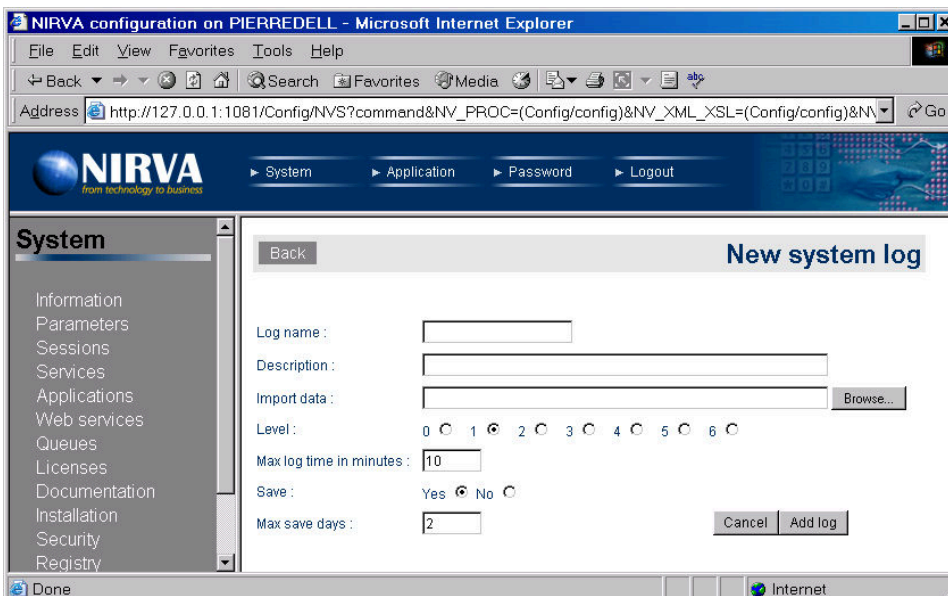 NIRVA configuration on PIERREDELL - Microsoft Internet Explorer
File Edit View Favorites Tools Help
Back Search Favorites Media
Address http://127.0.0.1:1081/Config/NVS?command&NV_PROC=(Config/config)&NV_XML_XSL=(Config/config)&N Go
NIRVA
from technology to business
System Application Password Logout
System
Back
New system log
Information
Parameters
Sessions
Services
Applications
Web services
Queues
Licenses
Documentation
Installation
Security
Registry
Log name :
Description :
Import data : Browse...
Level : 0 1 2 3 4 5 6
Max log time in minutes : 10
Save : Yes No
Max save days : 2
Cancel Add log
Done Internet